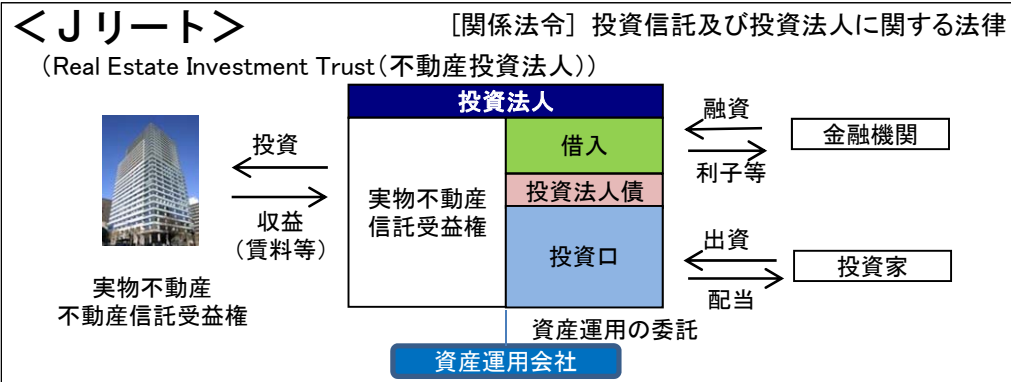 ＜Ｊリート＞
［関係法令］投資信託及び投資法人に関する法律
（Real Estate Investment Trust（不動産投資法人））
投資法人
投資
収益
（賃料等）
実物不動産
不動産信託受益権
実物不動産
信託受益権
借入
投資法人債
投資口
融資
利子等
金融機関
出資
配当
投資家
資産運用の委託
資産運用会社